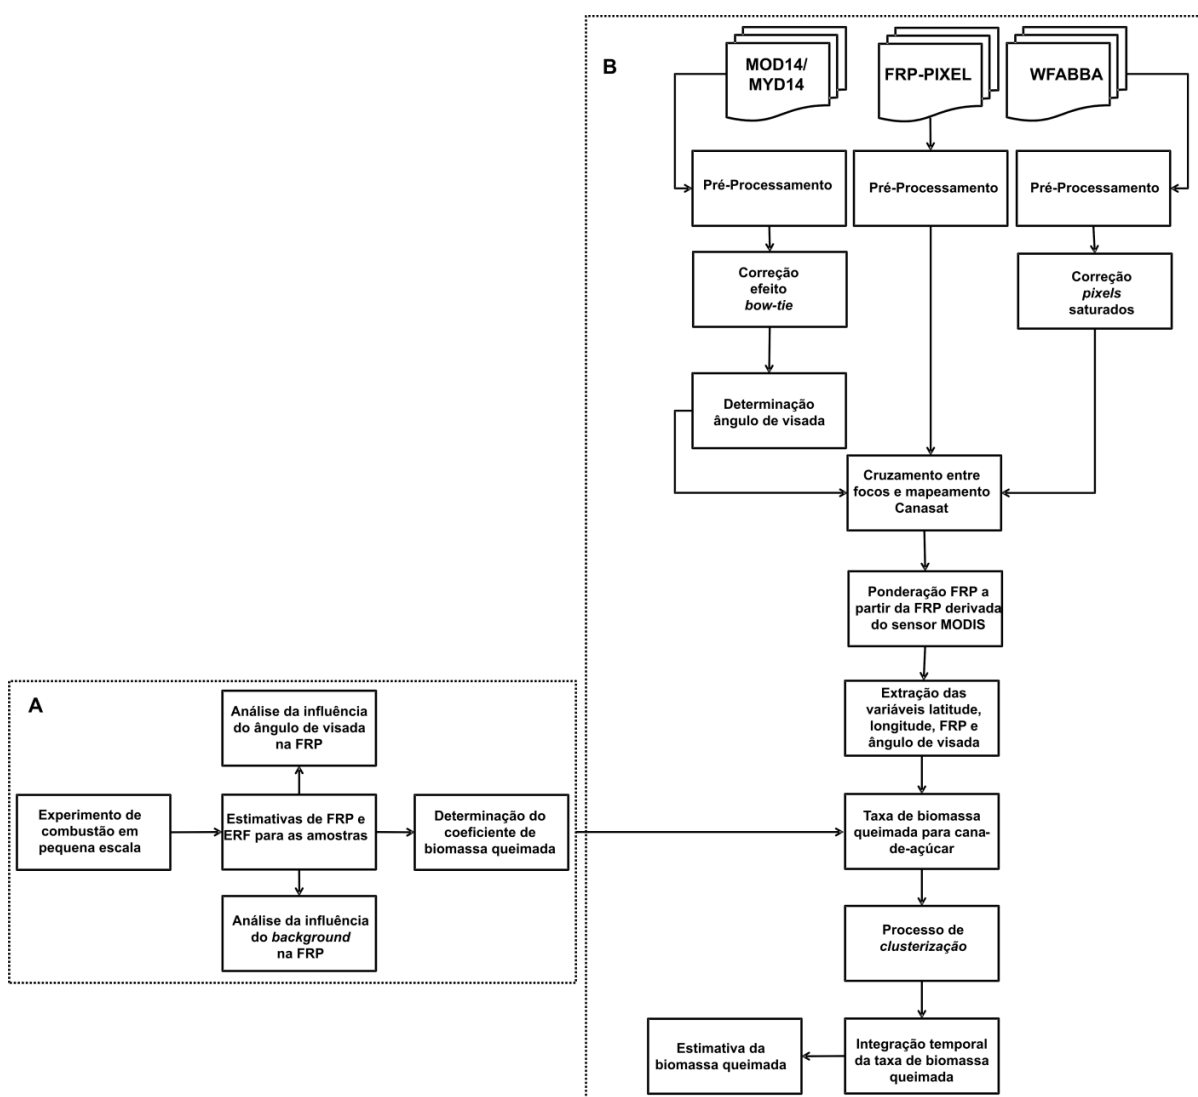 B
MOD14/
MYD14
FRP-PIXEL
WFABBA
Pré-Processamento
Pré-Processamento
Pré-Processamento
Correção
efeito
bow-tie
Correção
pixels
saturados
Determinação
ângulo de visada
Cruzamento entre
focos e mapeamento
Canasat
Ponderação FRP a
partir da FRP derivada
do sensor MODIS
Extração das
variáveis latitude,
longitude, FRP e
ângulo de visada
Taxa de biomassa
queimada para cana-
de-açúcar
Processo de
clusterização
Integração temporal
da taxa de biomassa
queimada
Estimativa da
biomassa queimada
A
Análise da influência
do ângulo de visada
na FRP
Experimento de
combustão em
pequena escala
Estimativas de FRP e
ERF para as amostras
Determinação do
coeficiente de
biomassa queimada
Análise da influência
do background
na FRP